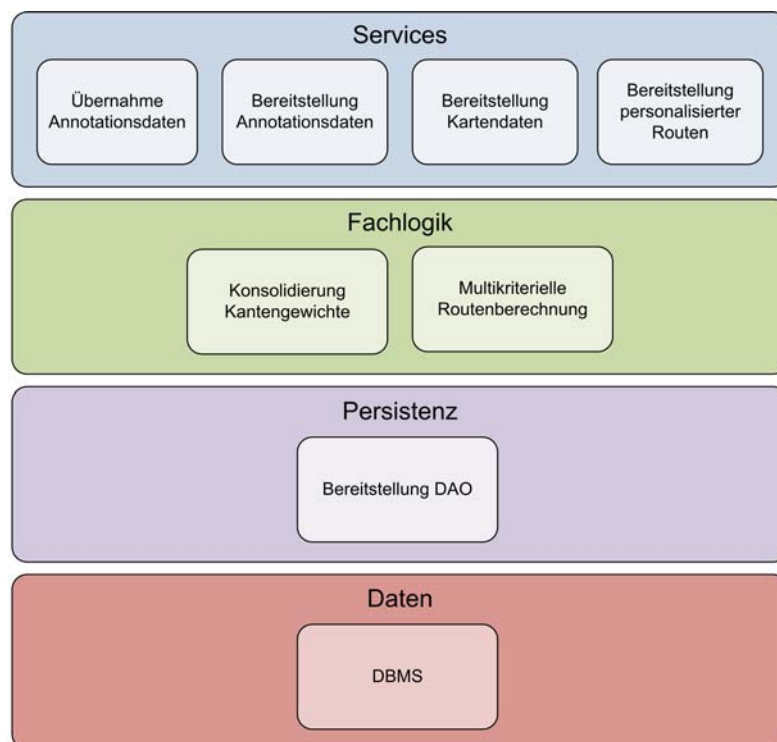 Services
Übernahme
Annotationsdaten
Bereitstellung
Annotationsdaten
Bereitstellung
Kartendaten
Bereitstellung
personalisierter
Routen
Fachlogik
Konsolidierung
Kantengewichte
Multikriterielle
Routenberechnung
Persistenz
Bereitstellung DAO
Daten
DBMS